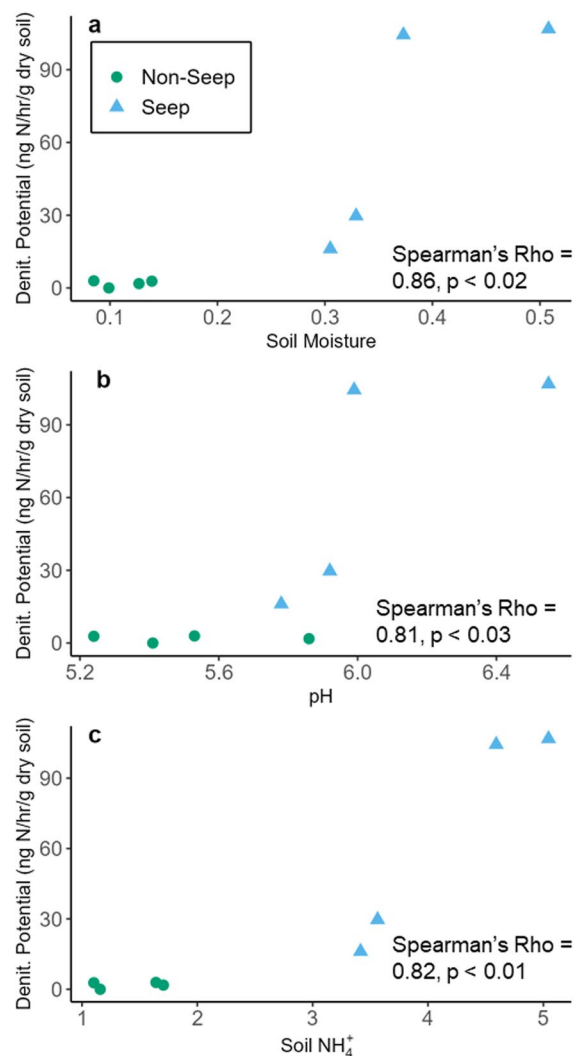 a
Non-Seep
Seep
Denit. Potential (ng N/hr/g dry soil)
90
60
30
0
Spearman's Rho =
0.86, p < 0.02
0.1 0.2 0.3 0.4 0.5
Soil Moisture
b
Denit. Potential (ng N/hr/g dry soil)
90
60
30
0
Spearman's Rho =
0.81, p < 0.03
5.2 5.6 6.0 6.4
pH
c
Denit. Potential (ng N/hr/g dry soil)
90
60
30
0
Spearman's Rho =
0.82, p < 0.01
1 2 3 4 5
Soil NH₄⁺